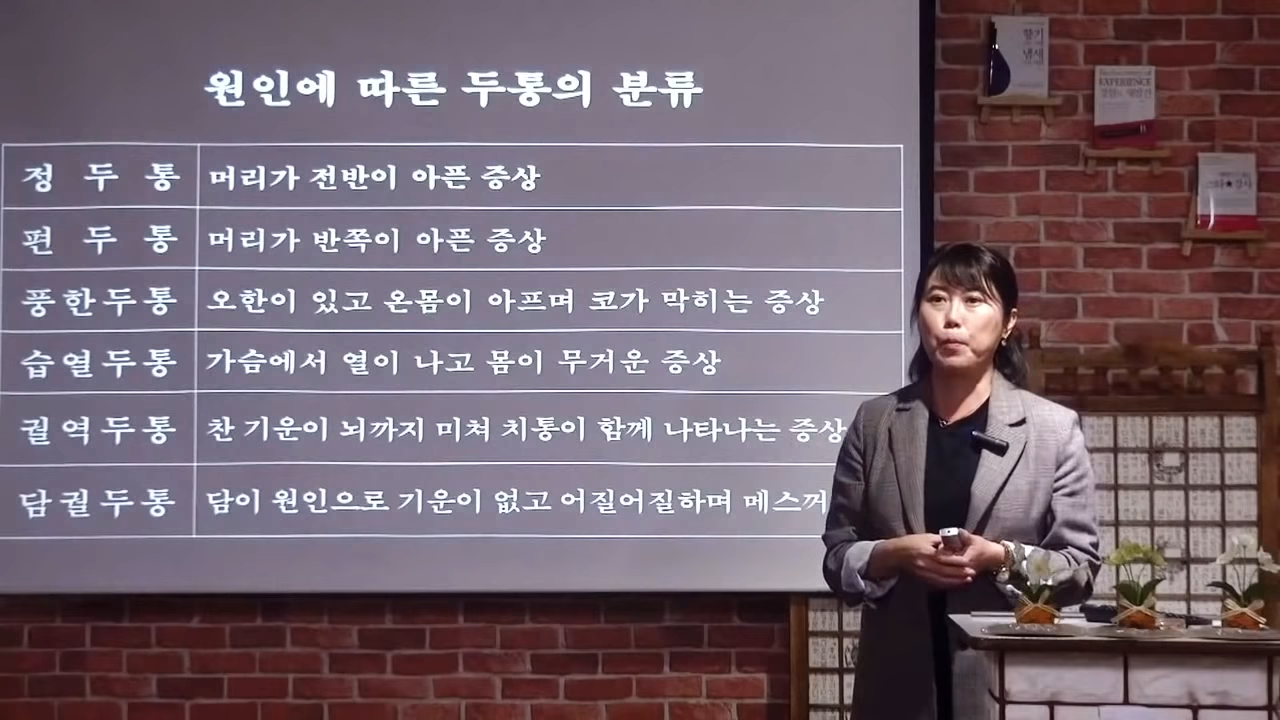 원인에 따른 두통의 분류
정 두 통 머리가 전반이 아픈 증상
편 두 통 머리가 반쪽이 아픈 증상
풍한두통 오한이 있고 온몸이 아프며 코가 막히는 증상
습열두통 가슴에서 열이 나고 몸이 무거운 증상
궐역두통 찬 기운이 뇌까지 미쳐 치통이 함께 나타나는 증상
담궐두통 담이 원인으로 기운이 없고 어질어질하며 메스꺼
향기
냄새
EXPERIENCE